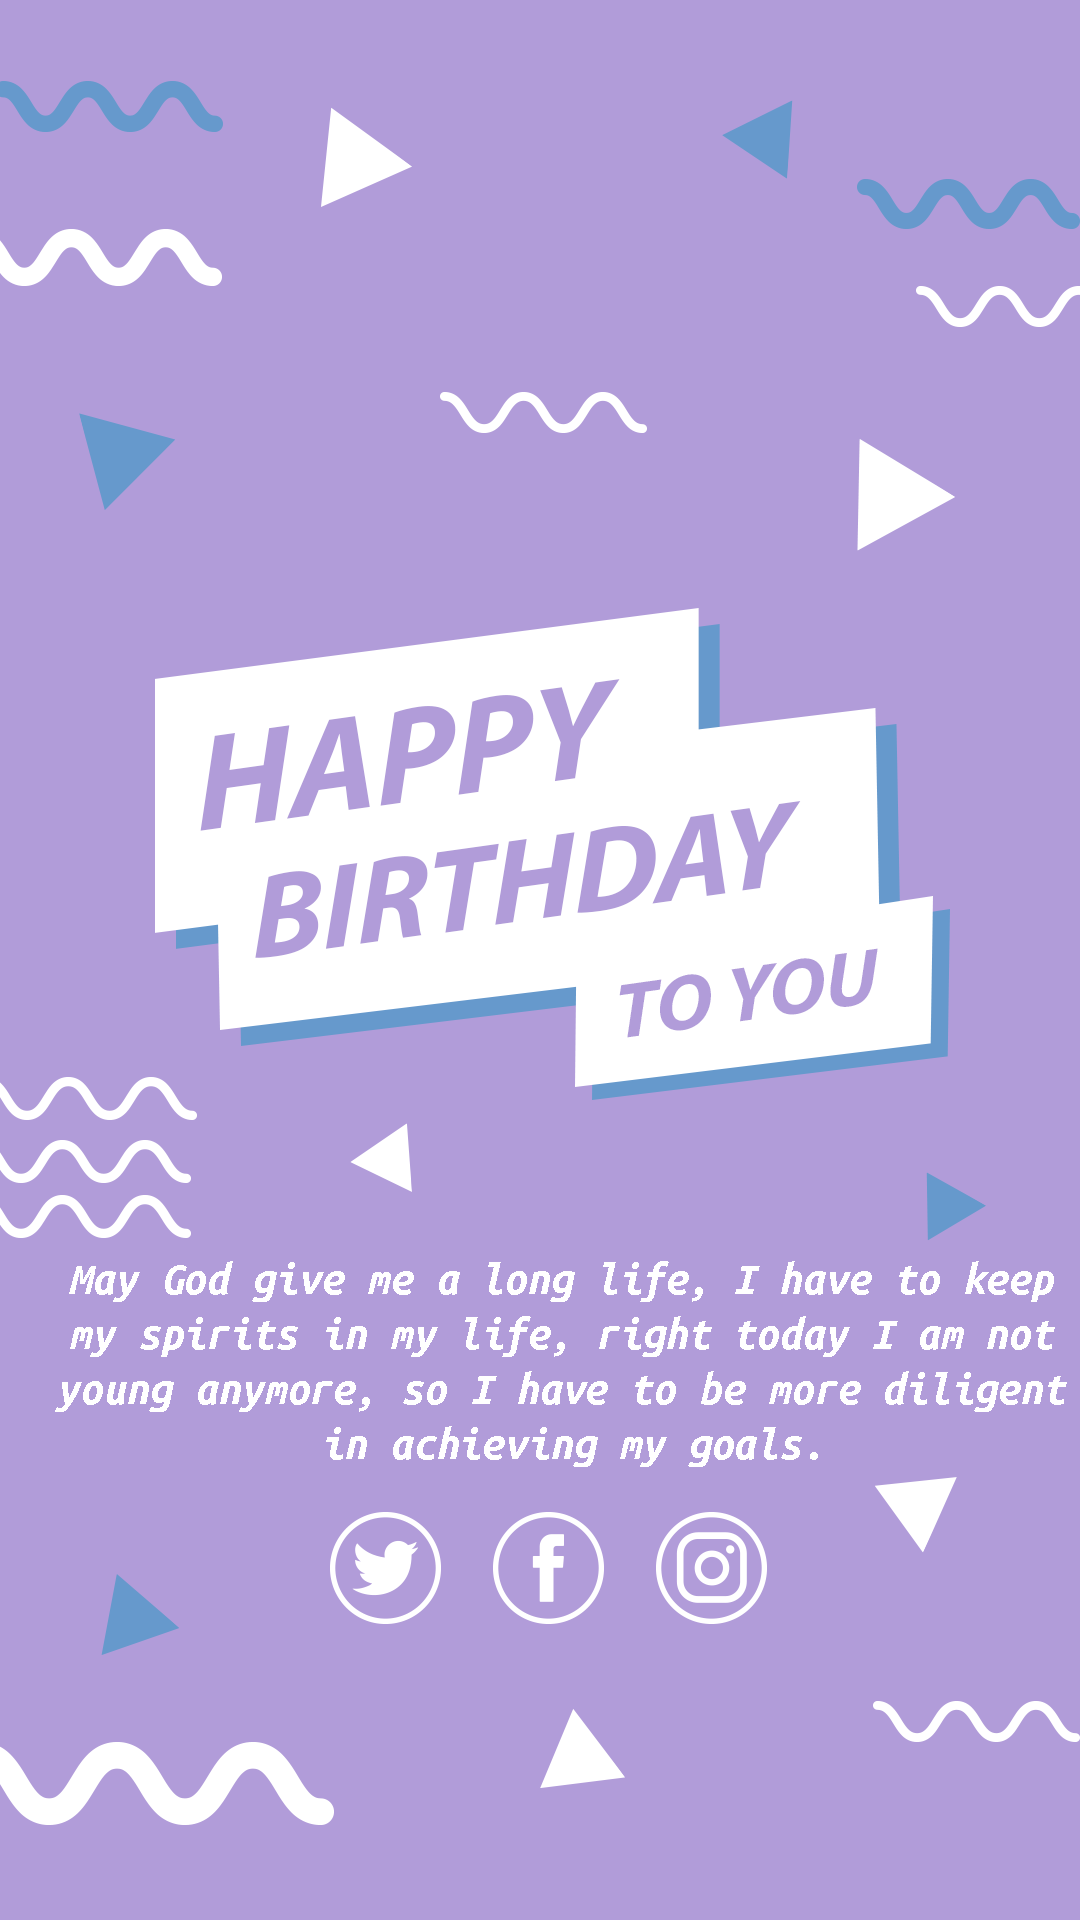 HAPPY
BIRTHDAY
TO YOU
May God give me a long life, I have to keep
my spirits in my life, right today I am not
young anymore, so I have to be more diligent
in achieving my goals.